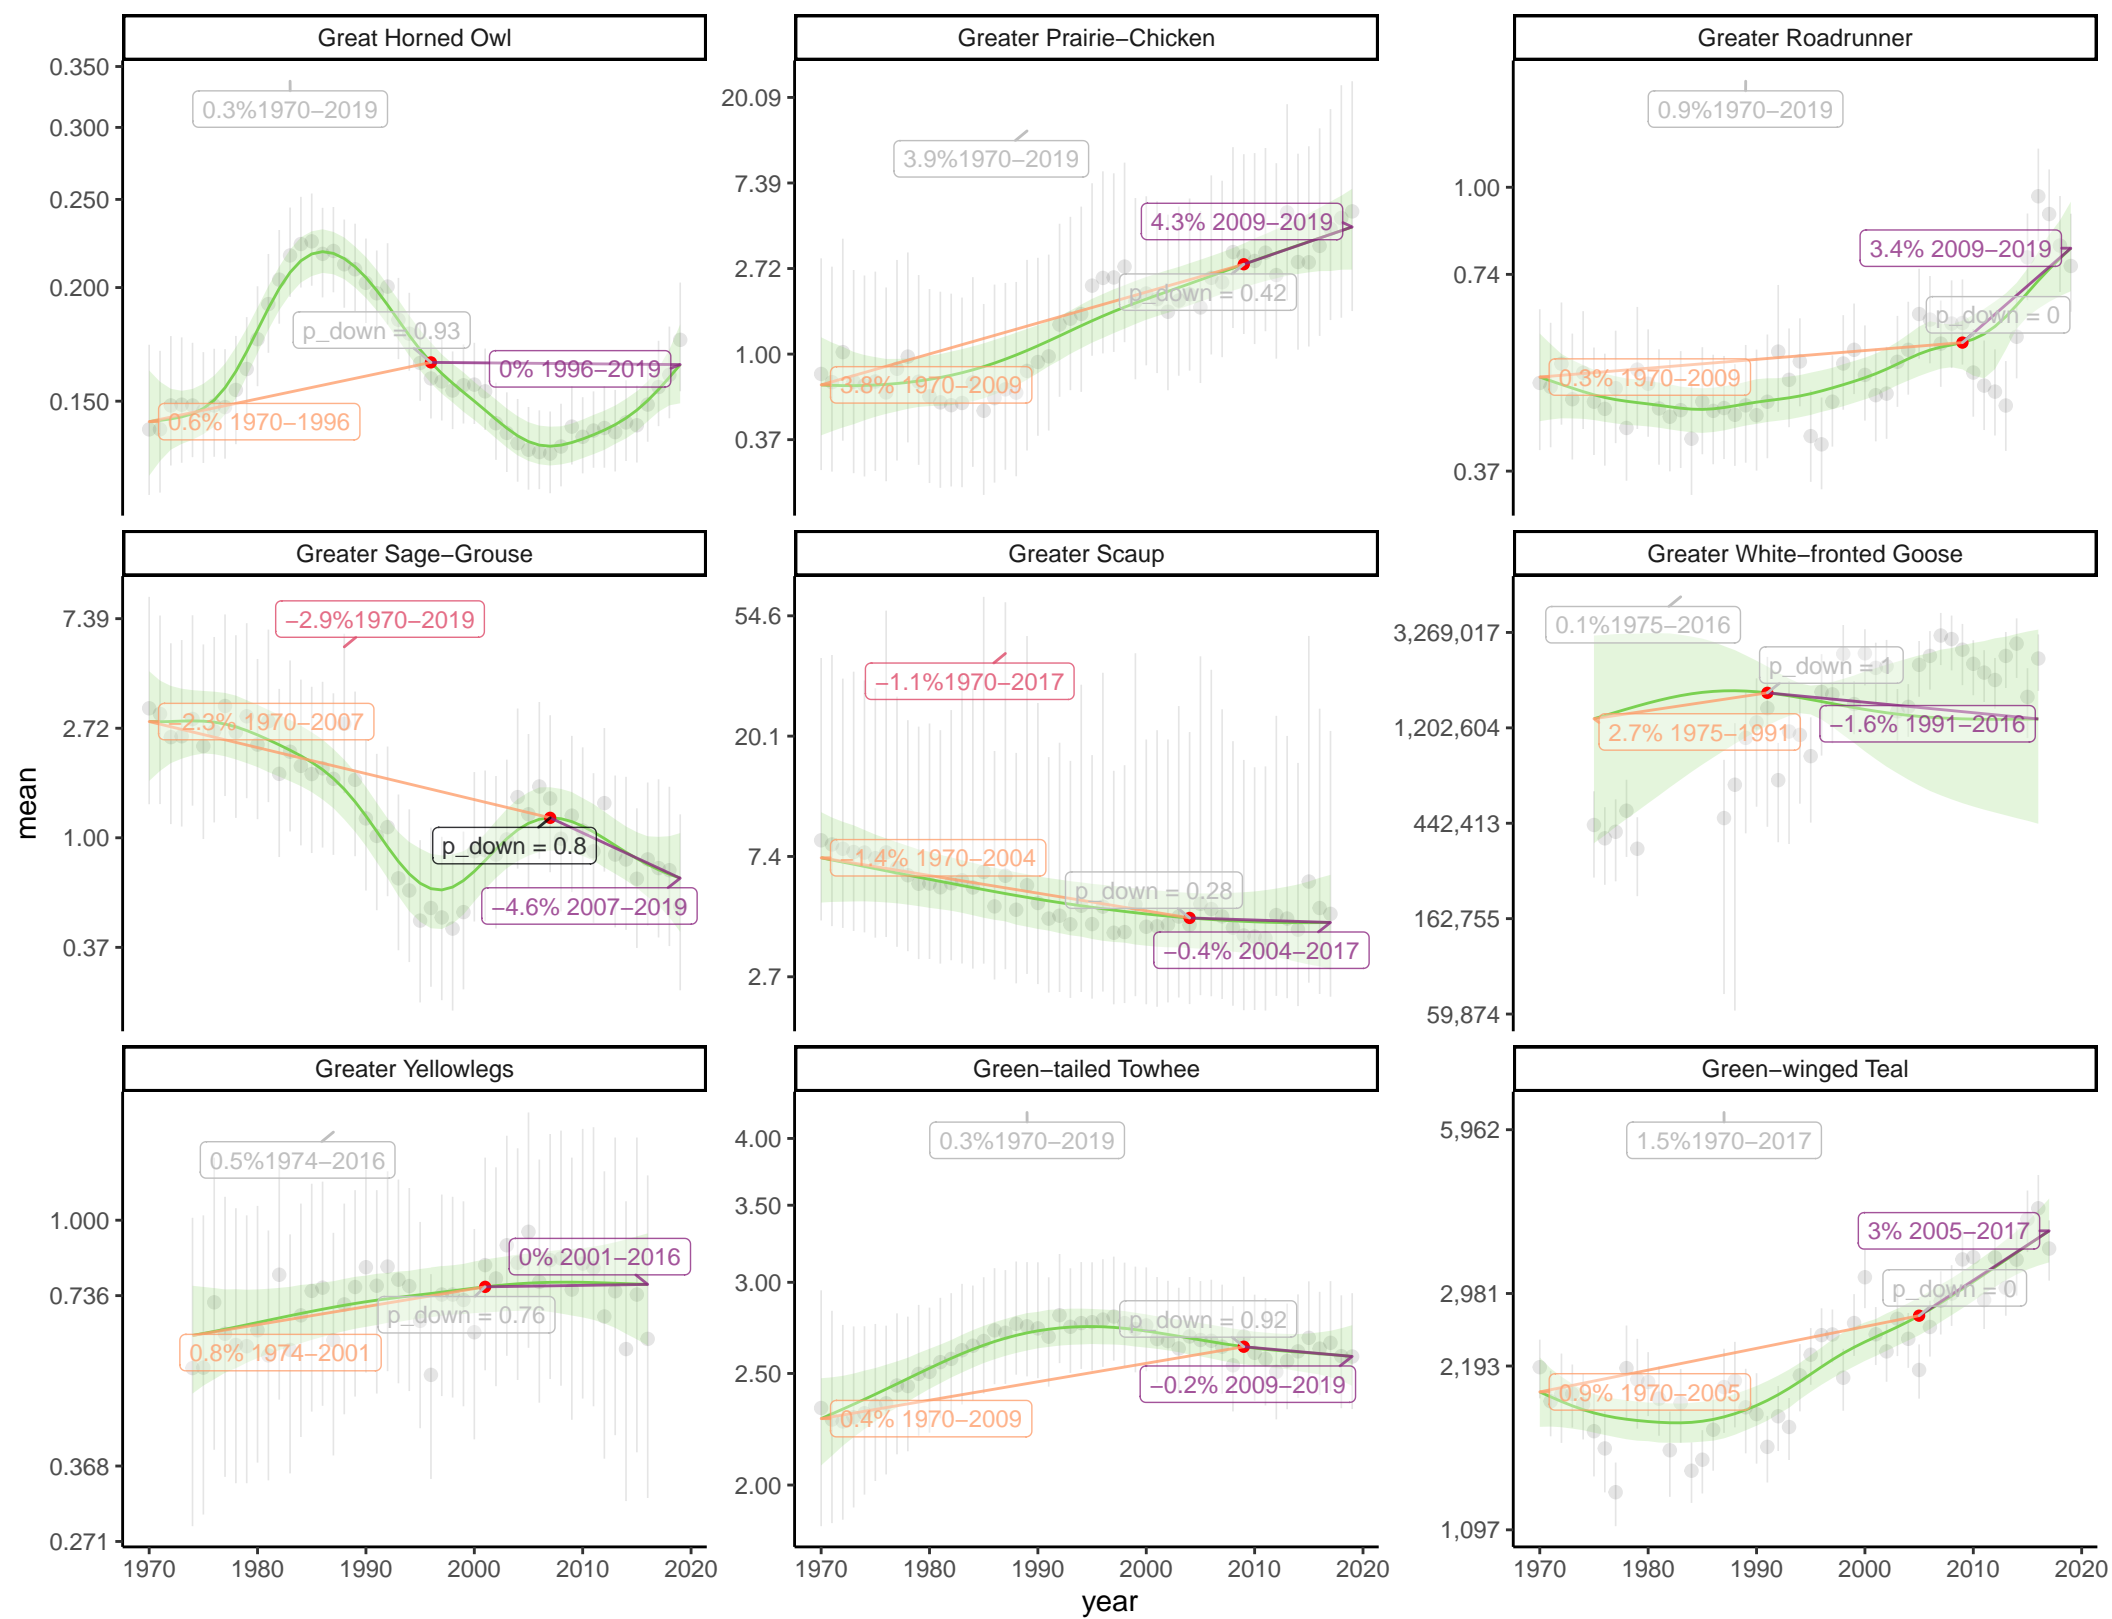 Great Horned Owl
Greater Prairie−Chicken
Greater Roadrunner
0.350
0.300
0.250
0.200
0.150
0.3%1970−2019
p_down = 0.93
0% 1996−2019
0.6% 1970−1996
20.09
7.39
2.72
1.00
0.37
3.9%1970−2019
4.3% 2009−2019
p_down = 0.42
3.8% 1970−2009
1.00
0.74
0.37
0.9%1970−2019
3.4% 2009−2019
p_down = 0
0.3% 1970−2009
Greater Sage−Grouse
Greater Scaup
Greater White−fronted Goose
mean
7.39
2.72
1.00
0.37
−2.9%1970−2019
−2.3% 1970−2007
p_down = 0.8
−4.6% 2007−2019
54.6
20.1
7.4
2.7
−1.1%1970−2017
−1.4% 1970−2004
p_down = 0.28
−0.4% 2004−2017
3,269,017
1,202,604
442,413
162,755
59,874
0.1%1975−2016
p_down = 1
2.7% 1975−1991
−1.6% 1991−2016
Greater Yellowlegs
Green−tailed Towhee
Green−winged Teal
1.000
0.736
0.368
0.271
0.5%1974−2016
0% 2001−2016
p_down = 0.76
0.8% 1974−2001
4.00
3.50
3.00
2.50
2.00
0.3%1970−2019
p_down = 0.92
−0.2% 2009−2019
0.4% 1970−2009
5,962
2,981
2,193
1,097
1.5%1970−2017
3% 2005−2017
p_down = 0
0.9% 1970−2005
1970 1980 1990 2000 2010 2020
1970 1980 1990 2000 2010 2020
1970 1980 1990 2000 2010 2020
year